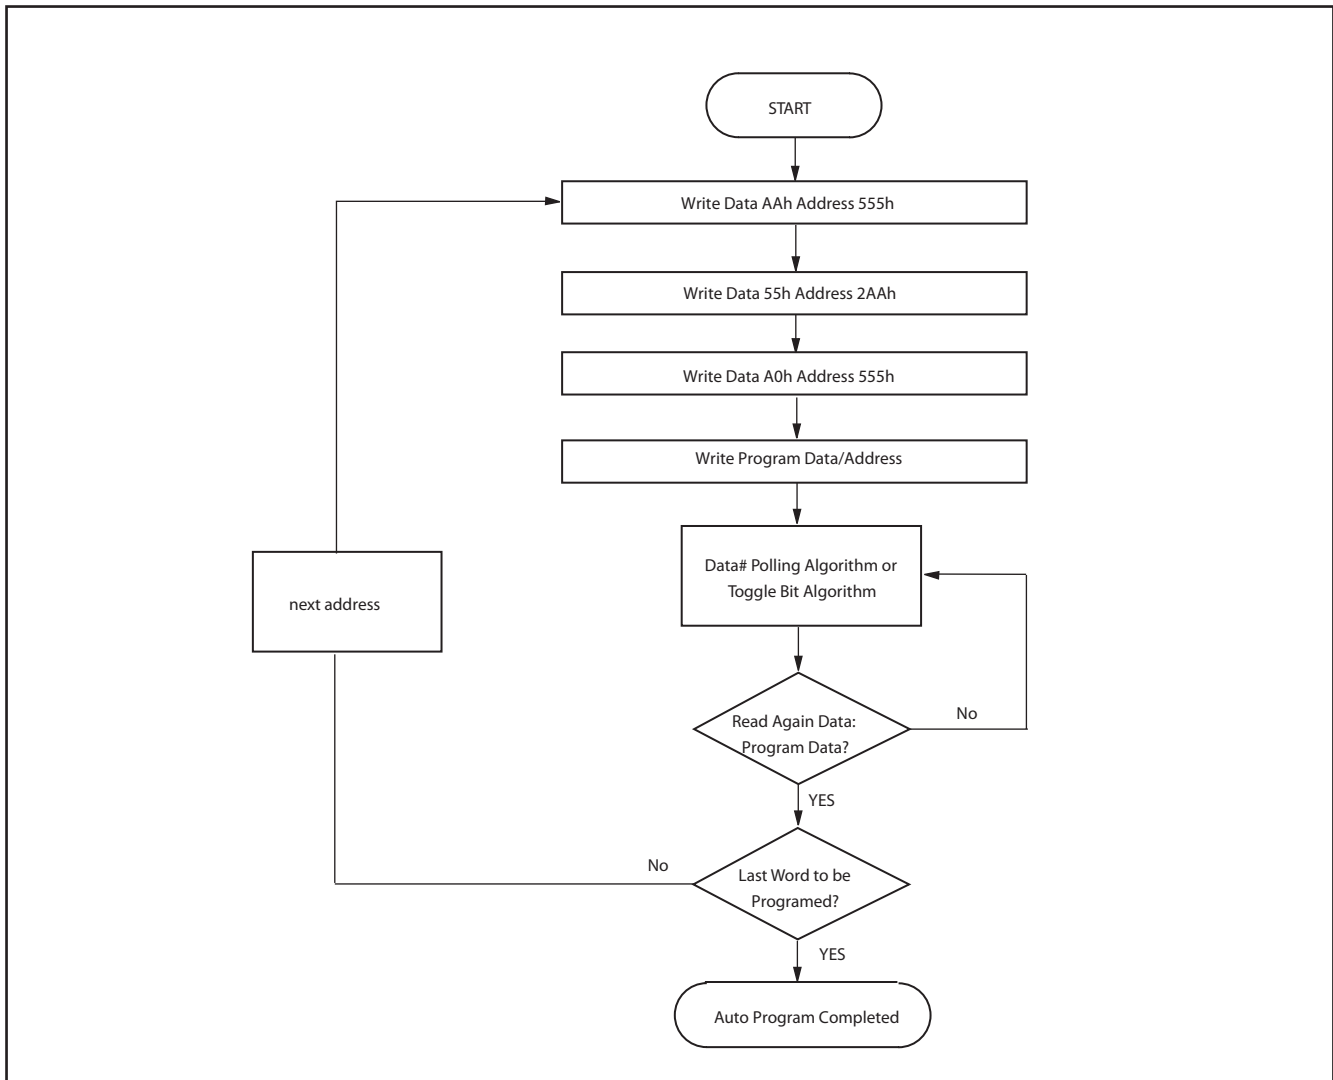 START
Write Data AAh Address 555h
Write Data 55h Address 2AAh
Write Data A0h Address 555h
Write Program Data/Address
Data# Polling Algorithm or
Toggle Bit Algorithm
next address
Read Again Data:
Program Data?
No
YES
Last Word to be
Programed?
No
YES
Auto Program Completed